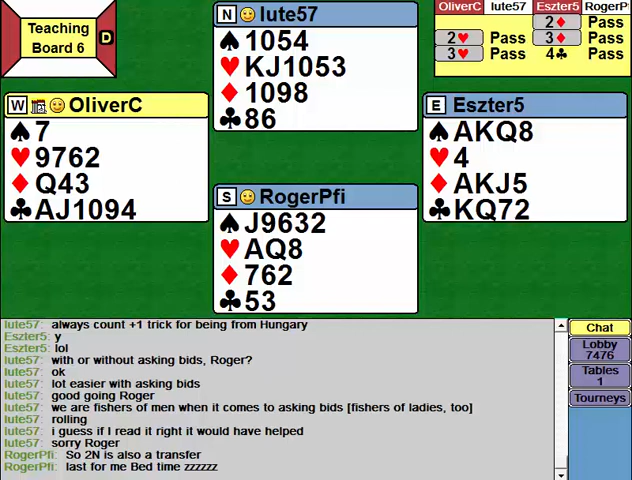 Teaching
Board 6
D
N lute57
♠ 1054
♥ KJ1053
♦ 1098
♣ 86
OliverC lute57 Eszter5 RogerP
2♦ Pass
2♥ Pass 3♦ Pass
3♥ Pass 4♣ Pass
W OliverC
♠ 7
♥ 9762
♦ Q43
♣ AJ1094
E Eszter5
♠ AKQ8
♥ 4
♦ AKJ5
♣ KQ72
S RogerPfi
♠ J9632
♥ AQ8
♦ 762
♣ 53
lute57: always count +1 trick for being from Hungary
Eszter5: y
Eszter5: lol
lute57: with or without asking bids, Roger?
lute57: ok
lute57: lot easier with asking bids
lute57: good going Roger
lute57: we are fishers of men when it comes to asking bids [fishers of ladies, too]
lute57: rolling
lute57: i guess if I read it right it would have helped
lute57: sorry Roger
RogerPfi: So 2N is also a transfer
RogerPfi: last for me Bed time zzzzzz
Chat
Lobby
7476
Tables
1
Tourneys